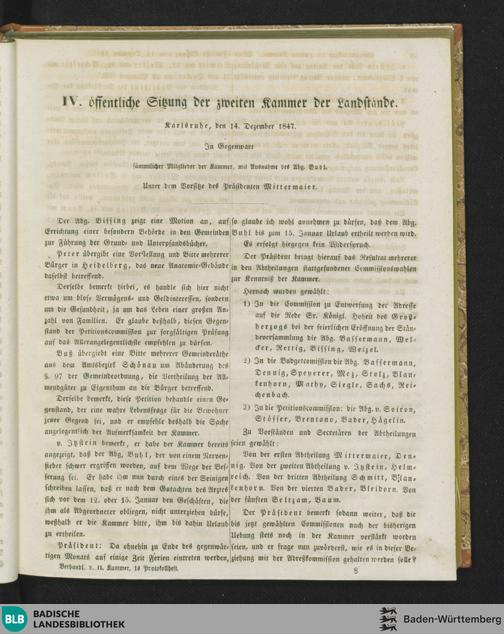 IV. öffentliche Sitzung der zweiten Kammer der Landstände.
Karlsruhe, den 14. Dezember 1847.
In Gegenwart
sämmtlicher Mitglieder der Kammer, mit Ausnahme des Abg. Buhl.
Unter dem Vorsitze des Präsidenten Mittermaier.
Der Abg. Bissing zeigt eine Motion an, auf
Errichtung einer besondern Behörde in den Gemeinden
zur Führung der Grund- und Unterpfandsbücher.
Peter übergibt eine Vorstellung und Bitte mehrerer
Bürger in Heidelberg, das neue Anatomie-Gebäude
daselbst betreffend.
Derselbe bemerkt hiebei, es handle sich hier nicht
etwa um blose Vermögens- und Geldinteressen, sondern
um die Gesundheit, ja um das Leben einer großen An-
zahl von Familien. Er glaube deßhalb, diesen Gegen-
stand der Petitionscommission zur sorgfältigen Prüfung
auf das Allerangelegentlichste empfehlen zu dürfen.
Buß übergibt eine Bitte mehrerer Gemeinderäthe
aus dem Amtsbezirk Schönau um Abänderung des
§. 97 der Gemeindeordnung, die Vertheilung der All-
mendgüter zu Eigenthum an die Bürger betreffend.
Derselbe bemerkt, diese Petition behandle einen Ge-
genstand, der eine wahre Lebensfrage für die Bewohner
jener Gegend sei, und er empfehle deshalb die Sache
angelegentlich der Aufmerksamkeit der Kammer.
v. Itzstein bemerkt, er habe der Kammer bereits
angezeigt, daß der Abg. Buhl, der von einem Nerven-
fieber schwer ergriffen worden, auf dem Wege der Bes-
serung sei. Er habe ihm nun durch eines der Seinigen
schreiben lassen, daß er nach dem Gutachten des Arztes
sich vor dem 12. oder 15. Januar den Geschäften, die
ihm als Abgeordneter obliegen, nicht unterziehen dürfe,
weßhalb er die Kammer bitte, ihm bis dahin Urlaub
zu ertheilen.
Präsident: Da ohnehin zu Ende des gegenwär-
tigen Monats auf einige Zeit Ferien eintreten werden,
Verhandl. d. II. Kammer, 1s Protokollheft.
so glaube ich wohl annehmen zu dürfen, daß dem Abg.
Buhl bis zum 15. Januar Urlaub ertheilt werden wird.
Es erfolgt hiegegen kein Widerspruch.
Der Präsident bringt hierauf das Resultat mehrerer
in den Abtheilungen stattgefundener Commissionswahlen
zur Kenntniß der Kammer.
Hernach wurden gewählt:
1) In die Commission zu Entwerfung der Adresse
auf die Rede Sr. Königl. Hoheit des Groß-
herzogs bei der feierlichen Eröffnung der Stän-
deversammlung die Abg. Bassermann, Wel-
cker, Rettig, Bissing, Weizel.
2) In die Budgetcommission die Abg. Bassermann,
Dennig, Speyerer, Mez, Stolz, Blan-
kenhorn, Mathy, Siegle, Sachs, Rei-
chenbach.
3) In die Petitionscommission: die Abg. v. Soiron,
Stösser, Brentano, Bader, Hägelin.
Zu Vorständen und Secretären der Abtheilungen
seien gewählt:
Von der ersten Abtheilung Mittermaier, Den-
nig. Von der zweiten Abtheilung v. Itzstein, Helm-
reich. Von der dritten Abtheilung Schmitt, Blan-
kenhorn. Von der vierten Bader, Bleidorn. Von
der fünften Seltzam, Baum.
Der Präsident bemerkt sodann weiter, daß die
bis jetzt gewählten Commissionen nach der bisherigen
Uebung stets noch in der Kammer verstärkt worden
seien, und er frage nun zuvörderst, wie es in dieser Be-
ziehung mit der Adreßkommission gehalten werden solle?
8
BLB
BADISCHE
LANDESBIBLIOTHEK
Baden-Württemberg